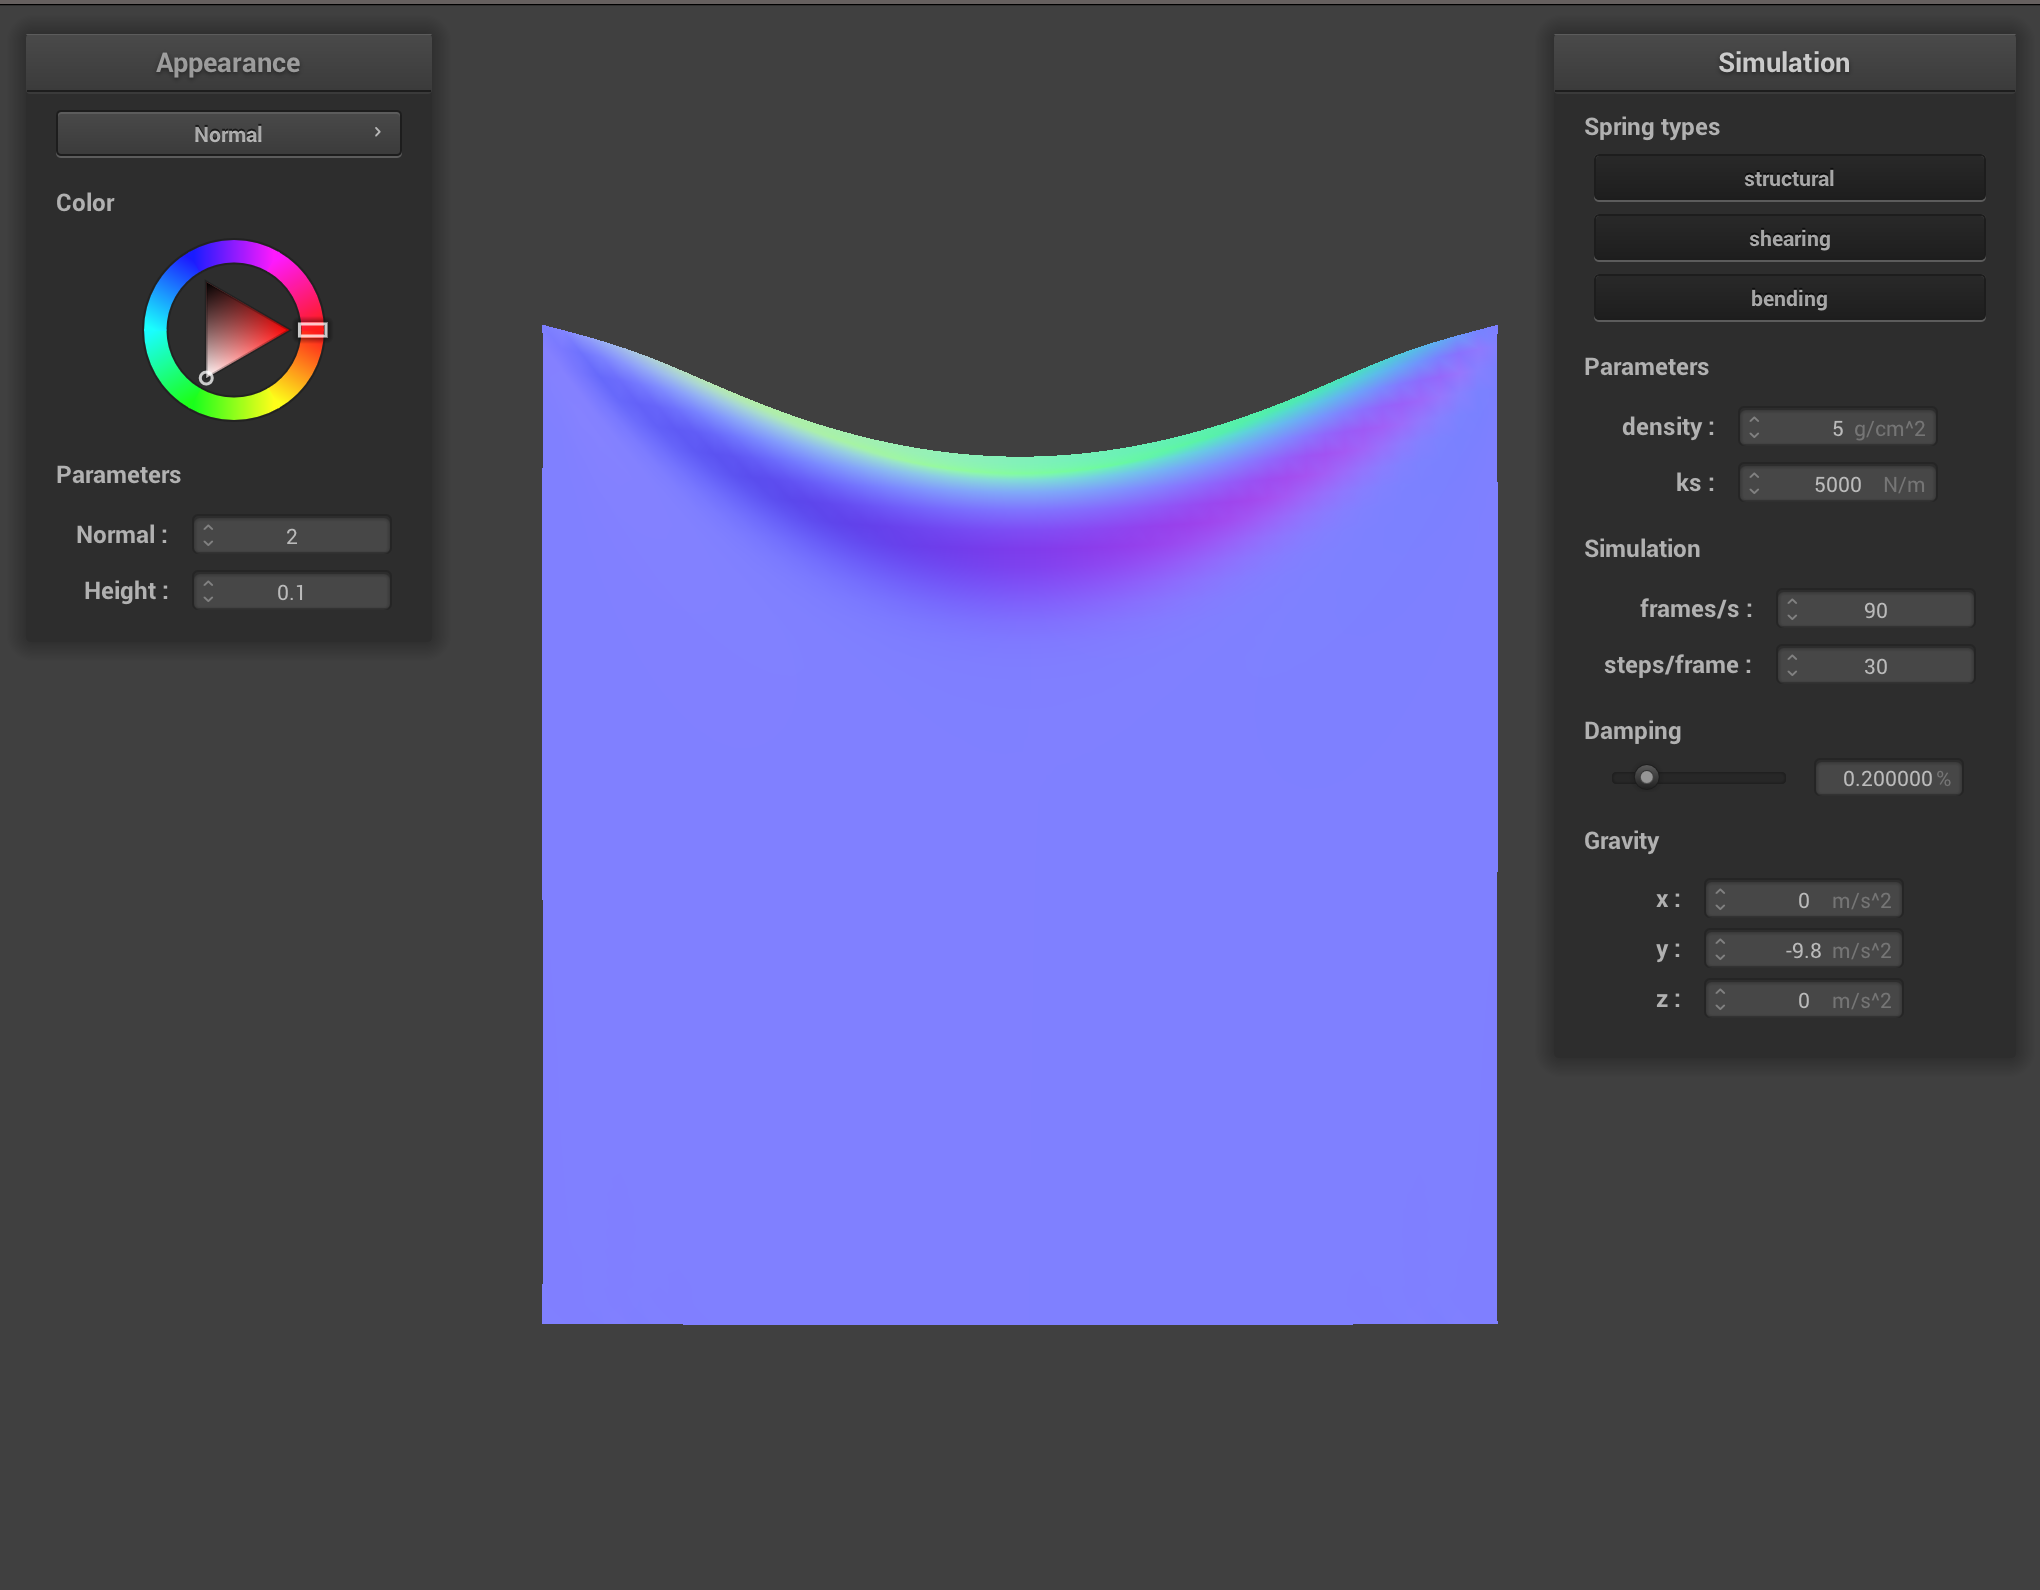 Appearance
Normal
Color
Parameters
Normal : 2
Height : 0.1
Simulation
Spring types
structural
shearing
bending
Parameters
density : 5 g/cm^2
ks : 5000 N/m
Simulation
frames/s : 90
steps/frame : 30
Damping
0.200000 %
Gravity
x : 0 m/s^2
y : -9.8 m/s^2
z : 0 m/s^2